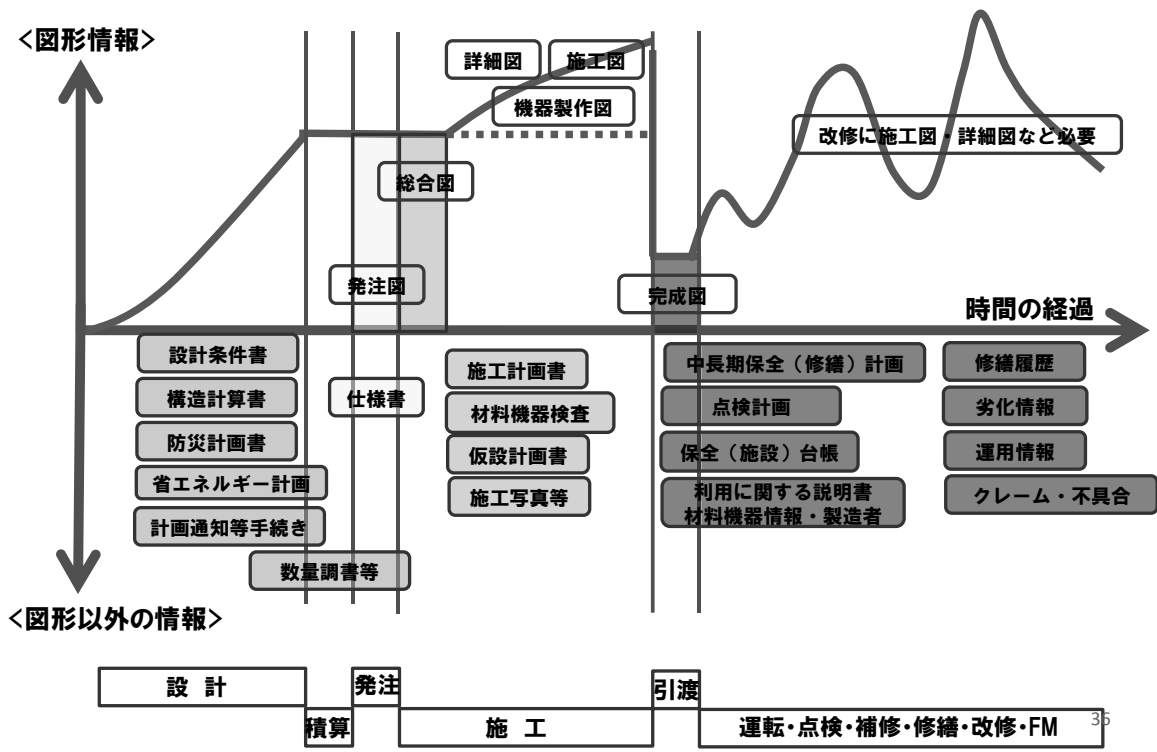 <図形情報>
詳細図
施工図
機器製作図
改修に施工図・詳細図など必要
総合図
発注図
完成図
時間の経過
設計条件書
構造計算書
防災計画書
省エネルギー計画
計画通知等手続き
数量調書等
仕様書
施工計画書
材料機器検査
仮設計画書
施工写真等
中長期保全（修繕）計画
点検計画
保全（施設）台帳
利用に関する説明書
材料機器情報・製造者
修繕履歴
劣化情報
運用情報
クレーム・不具合
<図形以外の情報>
設 計
積算
発注
施 工
引渡
運転・点検・補修・修繕・改修・FM
36